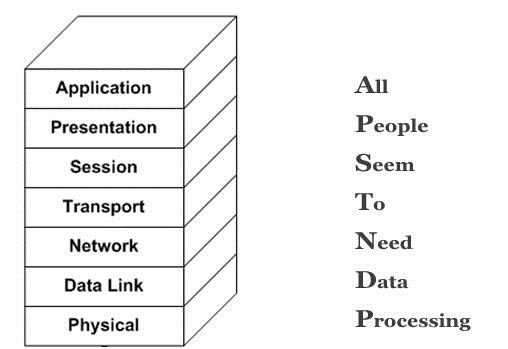 Application
All
Presentation
People
Session
Seem
Transport
To
Network
Need
Data Link
Data
Physical
Processing